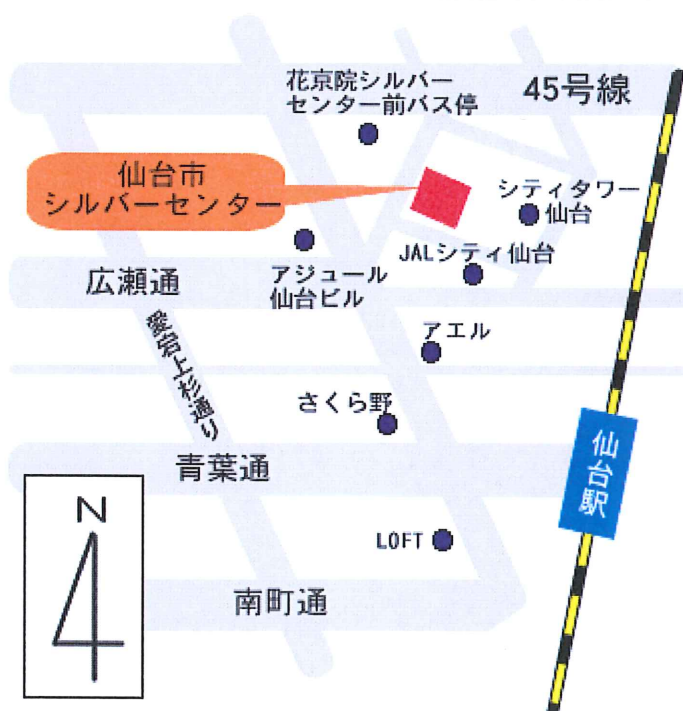 花京院シルバー
センター前バス停
45号線
仙台市
シルバーセンター
シティタワー
仙台
アジュール
仙台ビル
JALシティ仙台
広瀬通
愛宕上杉通り
アエル
さくら野
青葉通
仙台駅
N
LOFT
南町通